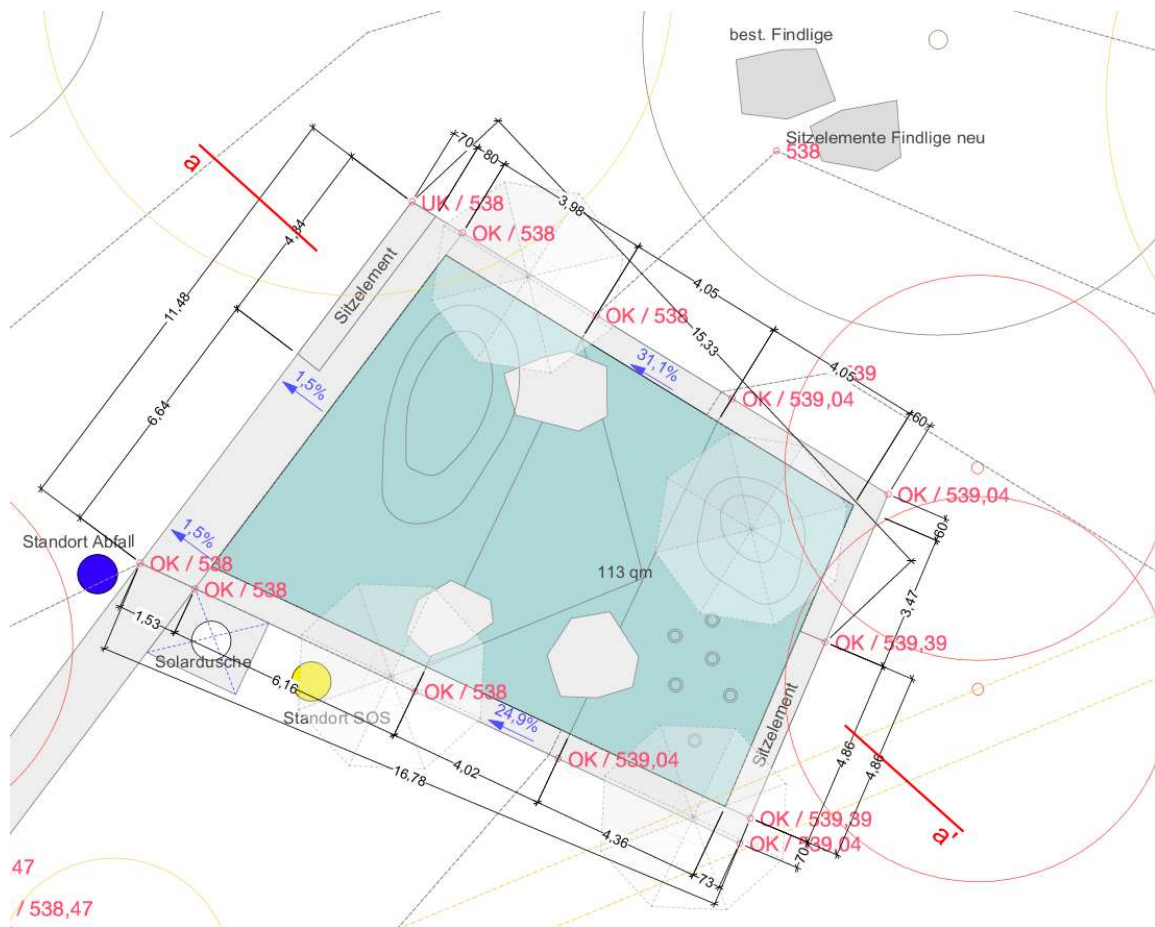 best. Findlige
Sitzelemente Findlige neu
538
a
70
80
3,98
UK / 538
OK / 538
4,34
Sitzelement
11,48
4,05
OK / 538
15,33
31,1%
4,05
39
1,5%
OK / 539,04
60
6,64
OK / 539,04
60
1,5%
Standort Abfall
OK / 538
OK / 538
113 qm
3,47
1,53
OK / 539,39
Solardusche
6,16
OK / 538
Standort SOS
24,9%
Sitzelement
4,86
4,86
OK / 539,04
4,02
16,78
a'
OK / 539,39
4,36
OK / 539,04
70
73
47
/ 538,47